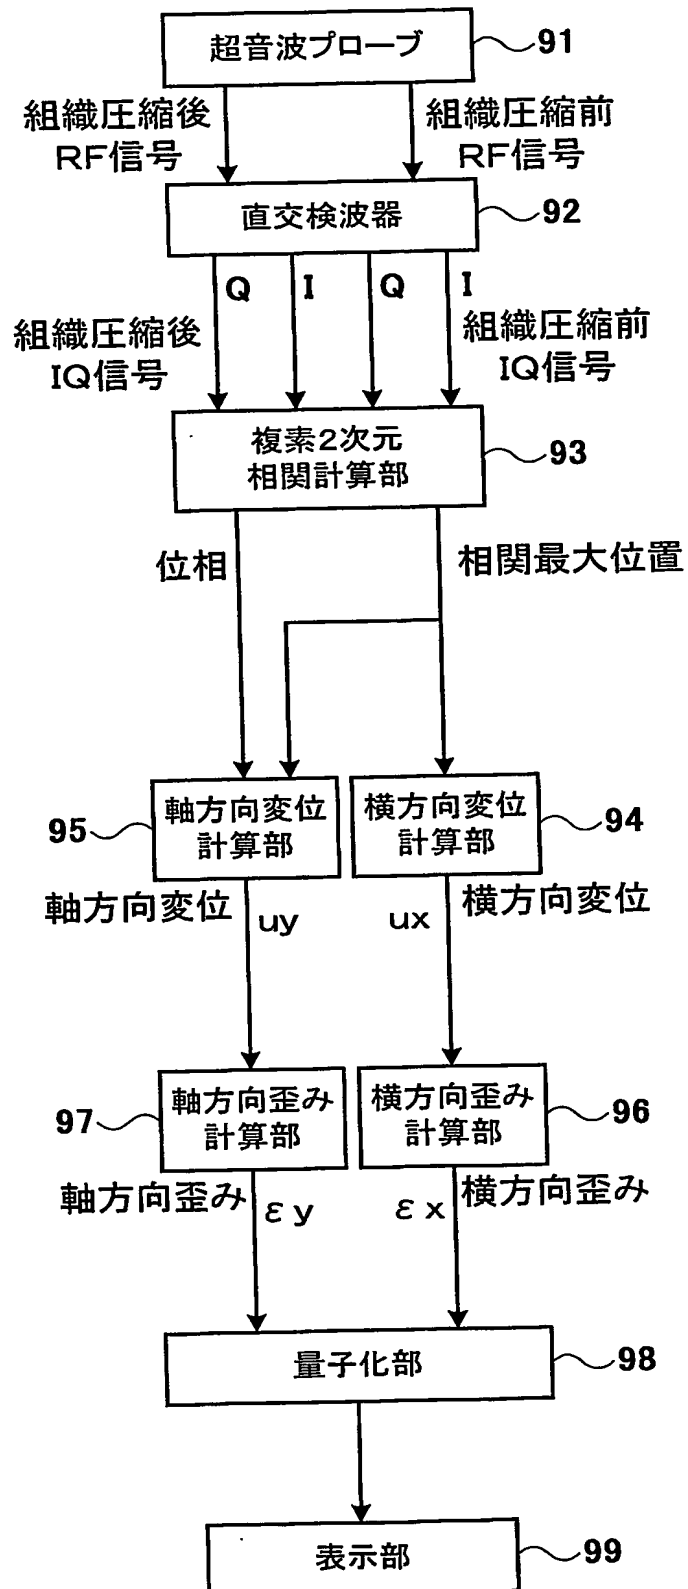 超音波プローブ
91
組織圧縮後
RF信号
組織圧縮前
RF信号
直交検波器
92
Q
I
Q
I
組織圧縮後
IQ信号
組織圧縮前
IQ信号
複素2次元
相関計算部
93
位相
相関最大位置
95
軸方向変位
計算部
横方向変位
計算部
94
軸方向変位
uy
ux
横方向変位
97
軸方向歪み
計算部
横方向歪み
計算部
96
軸方向歪み
εy
εx
横方向歪み
量子化部
98
表示部
99